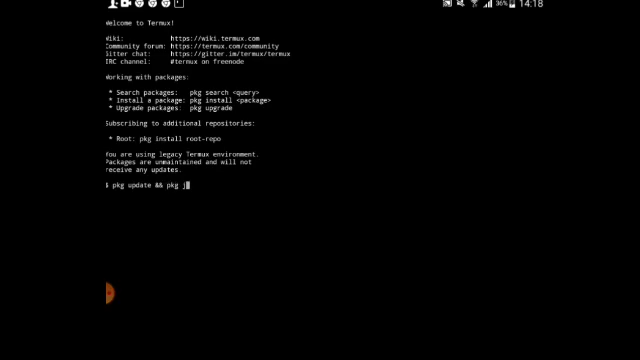 36% 14:18
Welcome to Termux!
Wiki: https://wiki.termux.com
Community forum: https://termux.com/community
Gitter chat: https://gitter.im/termux/termux
IRC channel: #termux on freenode
Working with packages:
* Search packages: pkg search <query>
* Install a package: pkg install <package>
* Upgrade packages: pkg upgrade
Subscribing to additional repositories:
* Root: pkg install root-repo
You are using legacy Termux environment.
Packages are unmaintained and will not
receive any updates.
$ pkg update && pkg j